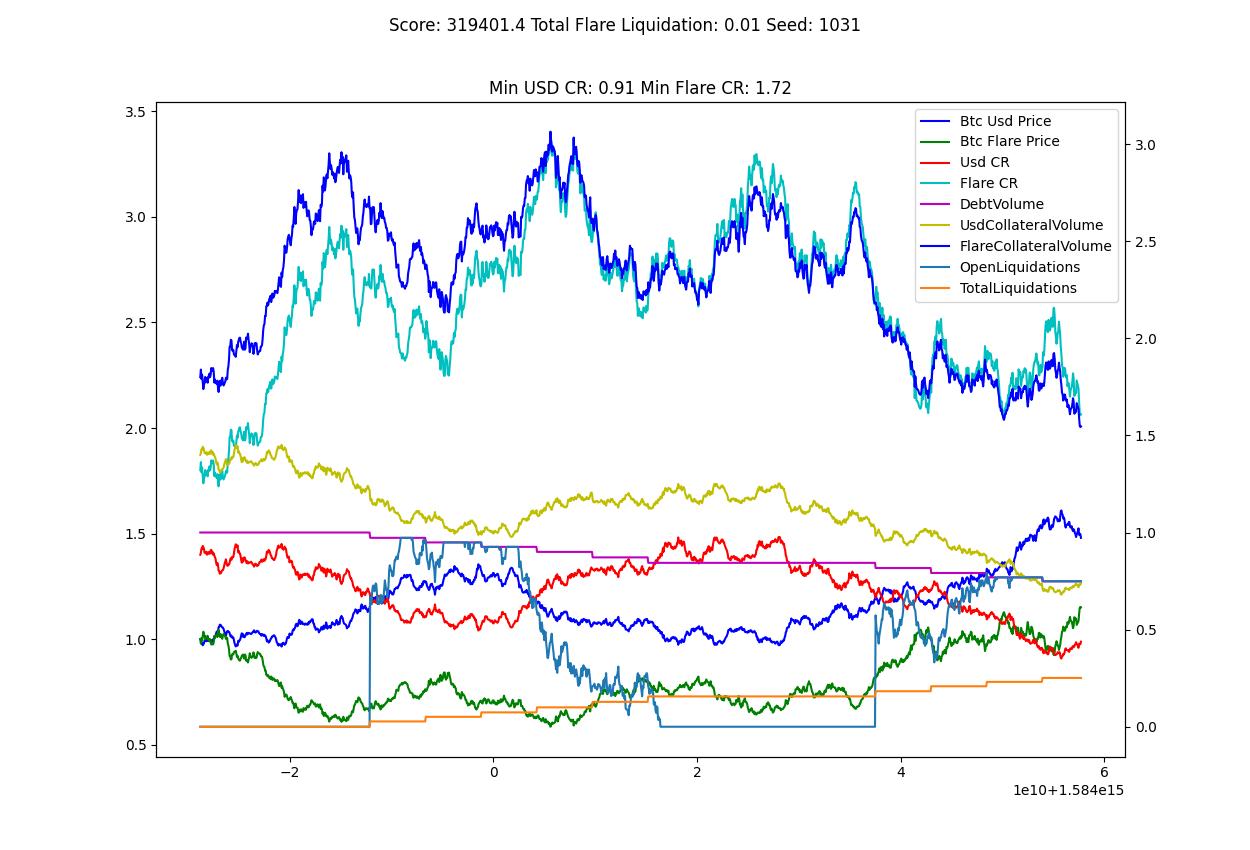 Score: 319401.4 Total Flare Liquidation: 0.01 Seed: 1031
Min USD CR: 0.91 Min Flare CR: 1.72
3.5
3.0
2.5
2.0
1.5
1.0
0.5
Btc Usd Price
Btc Flare Price
Usd CR
Flare CR
DebtVolume
UsdCollateralVolume
FlareCollateralVolume
OpenLiquidations
TotalLiquidations
3.0
2.5
2.0
1.5
1.0
0.5
0.0
−2 0 2 4 6
1e10+1.584e15